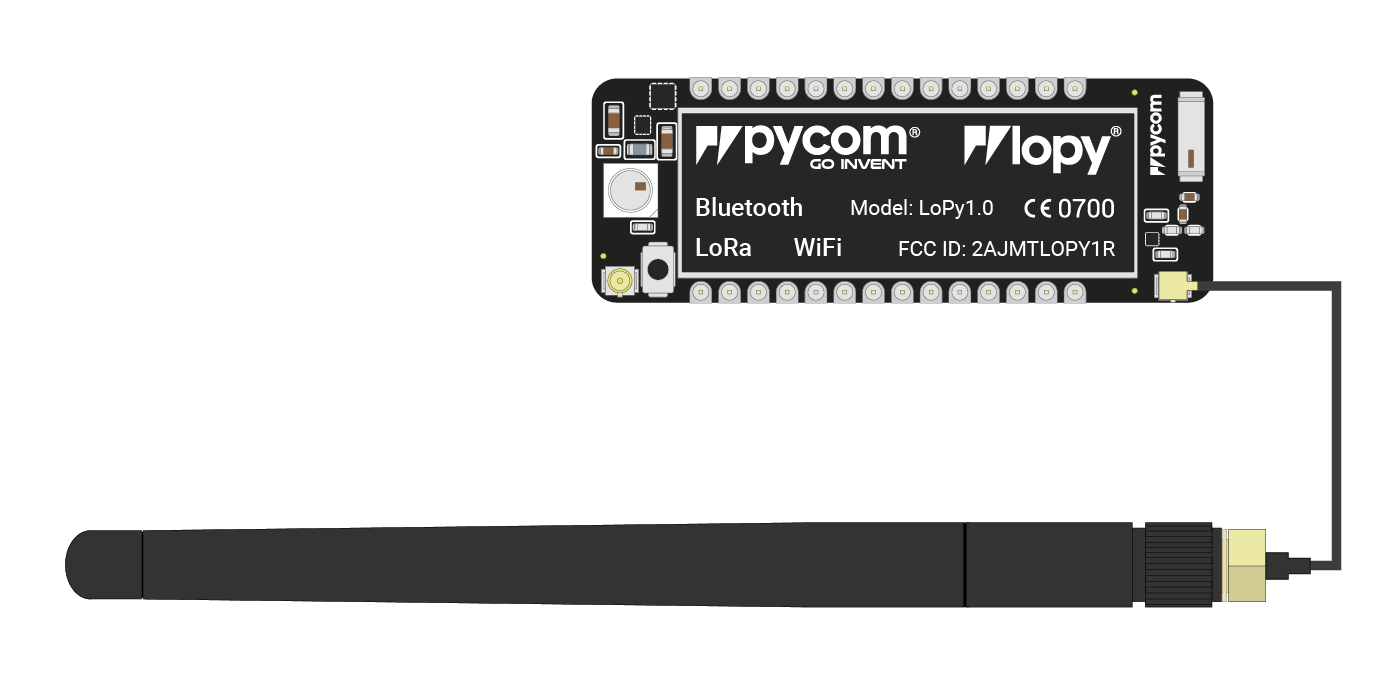 pycom® lopy®
GO INVENT
Bluetooth Model: LoPy1.0 CE 0700
LoRa WiFi FCC ID: 2AJMTLOPY1R
pycom